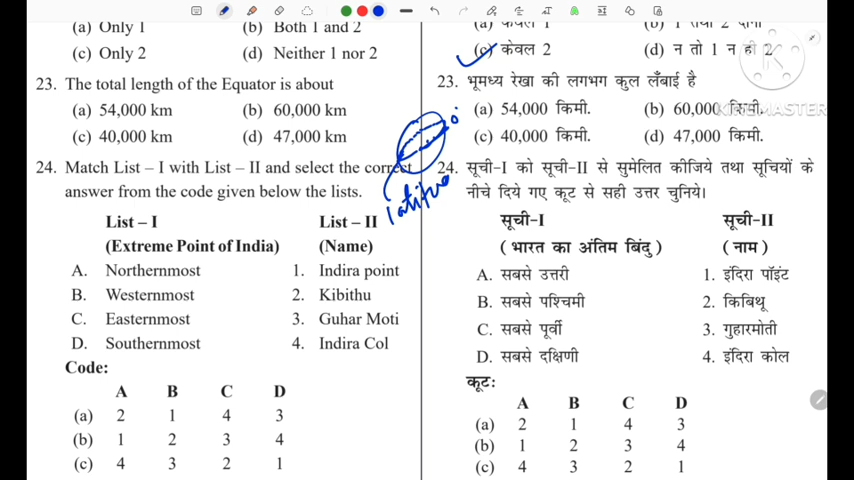 (a) Only 1 (b) Both 1 and 2
(c) Only 2 (d) Neither 1 nor 2
23. The total length of the Equator is about
(a) 54,000 km (b) 60,000 km
(c) 40,000 km (d) 47,000 km
24. Match List – I with List – II and select the correct
answer from the code given below the lists.
List – I List – II
(Extreme Point of India) (Name)
A. Northernmost 1. Indira point
B. Westernmost 2. Kibithu
C. Easternmost 3. Guhar Moti
D. Southernmost 4. Indira Col
Code:
A B C D
(a) 2 1 4 3
(b) 1 2 3 4
(c) 4 3 2 1
(a) केवल 1 (b) 1 तथा 2 दोनों
(c) केवल 2 (d) न तो 1 न ही 2
23. भूमध्य रेखा की लगभग कुल लँबाई है
(a) 54,000 किमी. (b) 60,000 किमी.
(c) 40,000 किमी. (d) 47,000 किमी.
24. सूची-I को सूची-II से सुमेलित कीजिये तथा सूचियों के
नीचे दिये गए कूट से सही उत्तर चुनिये।
सूची-I सूची-II
(भारत का अंतिम बिंदु) (नाम)
A. सबसे उत्तरी 1. इंदिरा पॉइंट
B. सबसे पश्चिमी 2. किबिथू
C. सबसे पूर्वी 3. गुहारमोती
D. सबसे दक्षिणी 4. इंदिरा कोल
कूटः
A B C D
(a) 2 1 4 3
(b) 1 2 3 4
(c) 4 3 2 1
0°
KINEMASTER